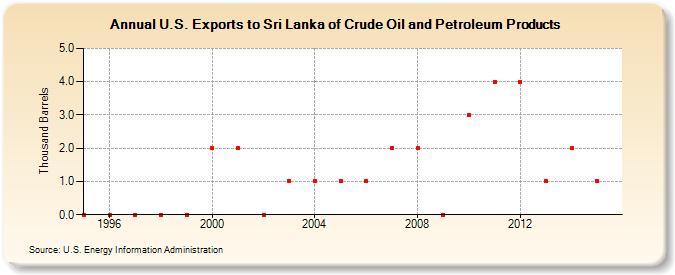 Annual U.S. Exports to Sri Lanka of Crude Oil and Petroleum Products
Thousand Barrels
5.0
4.0
3.0
2.0
1.0
0.0
1996 2000 2004 2008 2012
Source: U.S. Energy Information Administration